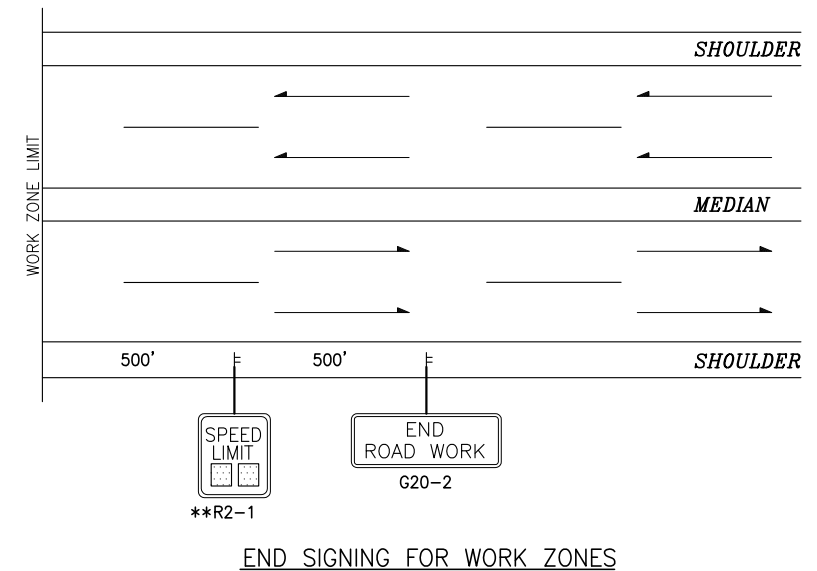 SHOULDER
WORK ZONE LIMIT
MEDIAN
500'
500'
SHOULDER
SPEED
LIMIT
**R2-1
END
ROAD WORK
G20-2
END SIGNING FOR WORK ZONES